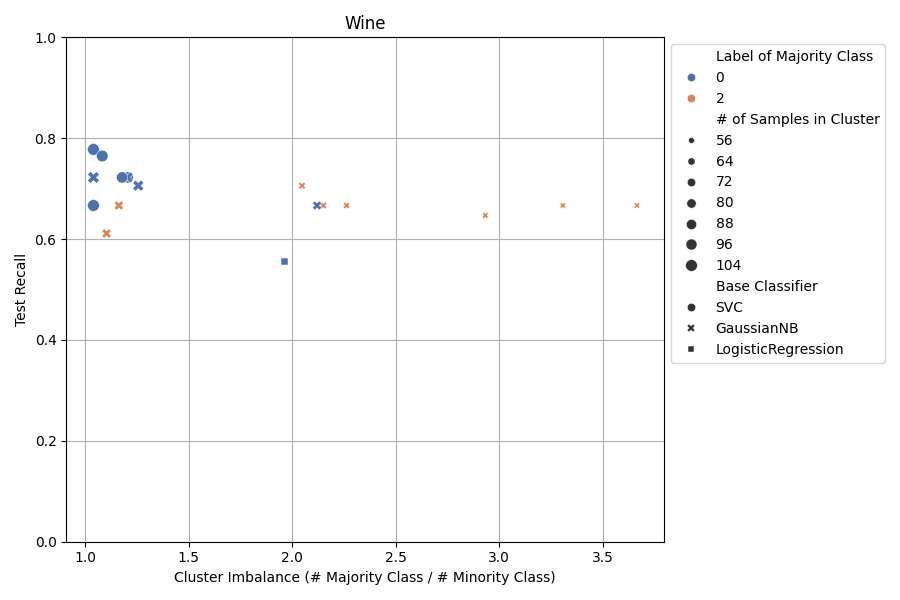 Wine
1.0
0.8
0.6
0.4
0.2
0.0
Test Recall
1.0 1.5 2.0 2.5 3.0 3.5
Cluster Imbalance (# Majority Class / # Minority Class)
Label of Majority Class
0
2
# of Samples in Cluster
56
64
72
80
88
96
104
Base Classifier
SVC
GaussianNB
LogisticRegression